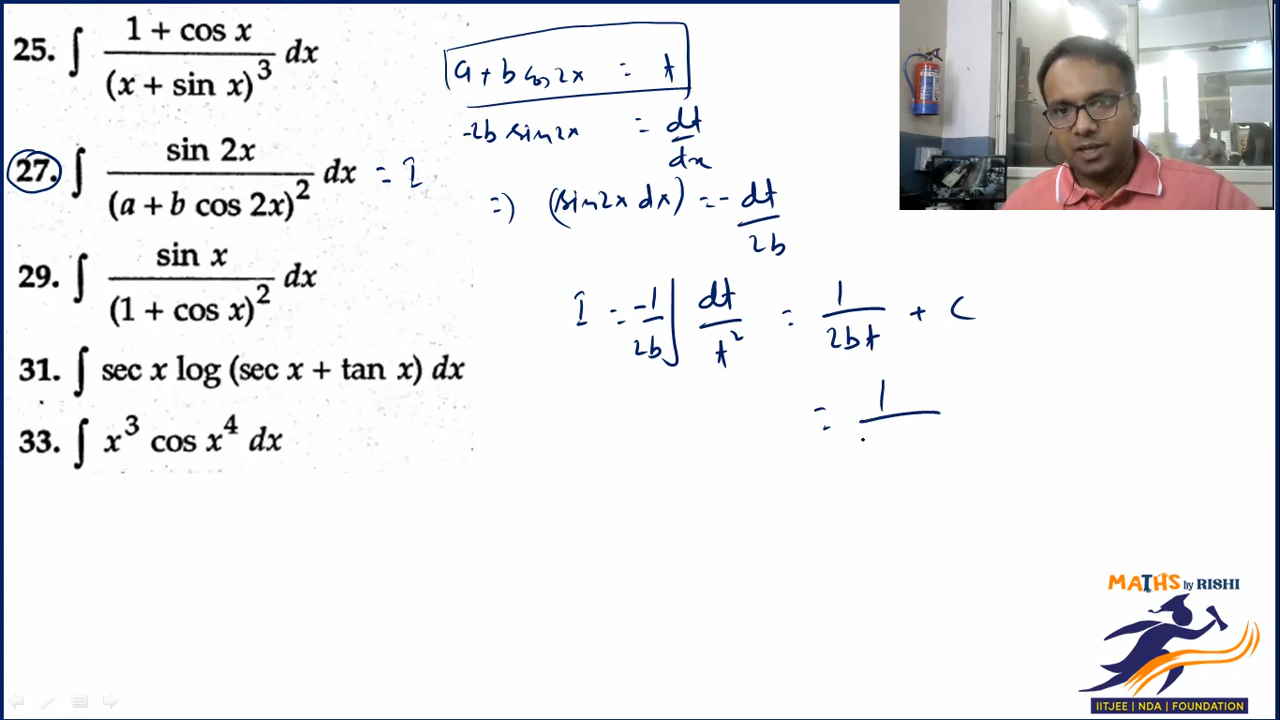 25. ∫ (1 + cos x)/(x + sin x)³ dx
27. ∫ sin 2x/(a + b cos 2x)² dx = I
29. ∫ sin x/(1 + cos x)² dx
31. ∫ sec x log (sec x + tan x) dx
33. ∫ x³ cos x⁴ dx
a + b cos 2x = t
-2b sin 2x = dt/dx
⇒ (sin 2x dx) = - dt/2b
I = -1/2b ∫ dt/t² = 1/2bt + C
= 1
MATHS by RISHI
IITJEE | NDA | FOUNDATION